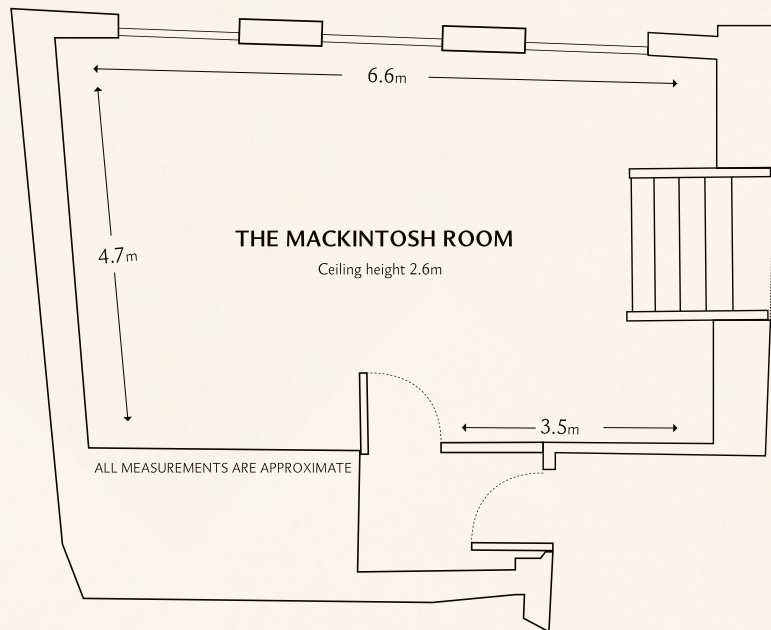 6.6m
4.7m
THE MACKINTOSH ROOM
Ceiling height 2.6m
3.5m
ALL MEASUREMENTS ARE APPROXIMATE